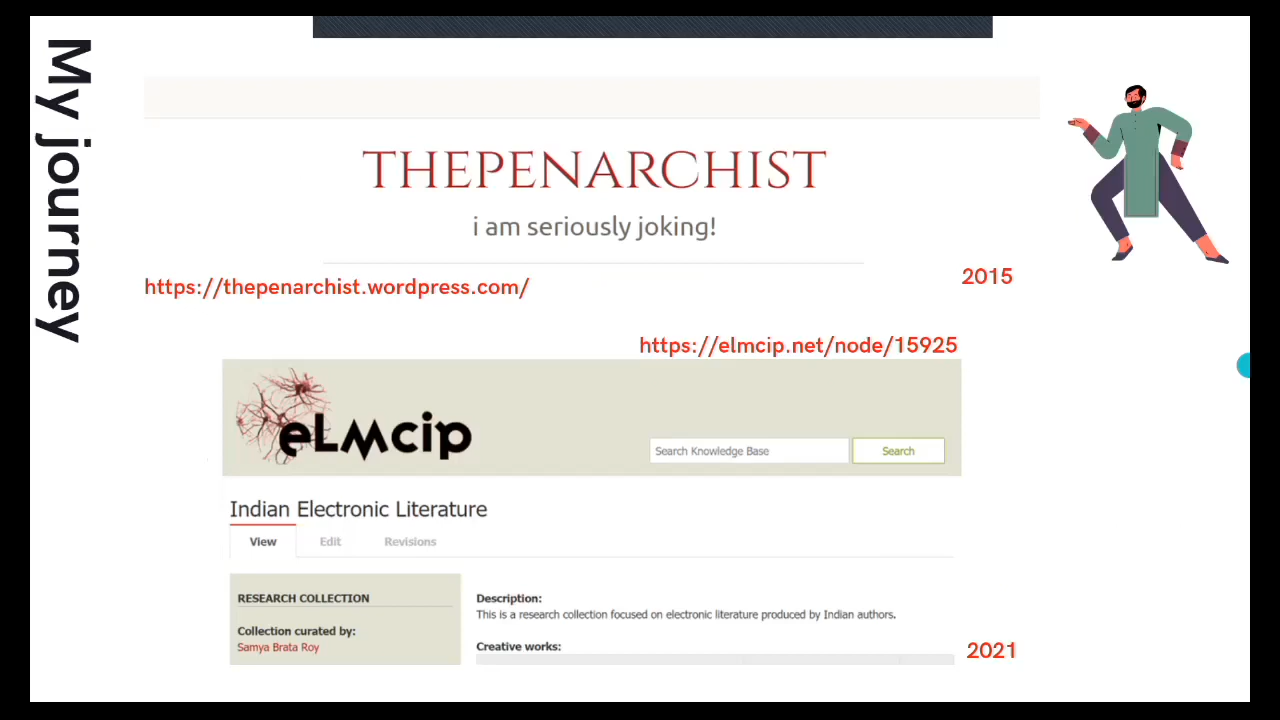 My journey
THEPENARCHIST
i am seriously joking!
https://thepenarchist.wordpress.com/
2015
https://elmcip.net/node/15925
eLMcip
Search Knowledge Base
Search
Indian Electronic Literature
View Edit Revisions
RESEARCH COLLECTION
Collection curated by:
Samya Brata Roy
Description:
This is a research collection focused on electronic literature produced by Indian authors.
Creative works:
2021